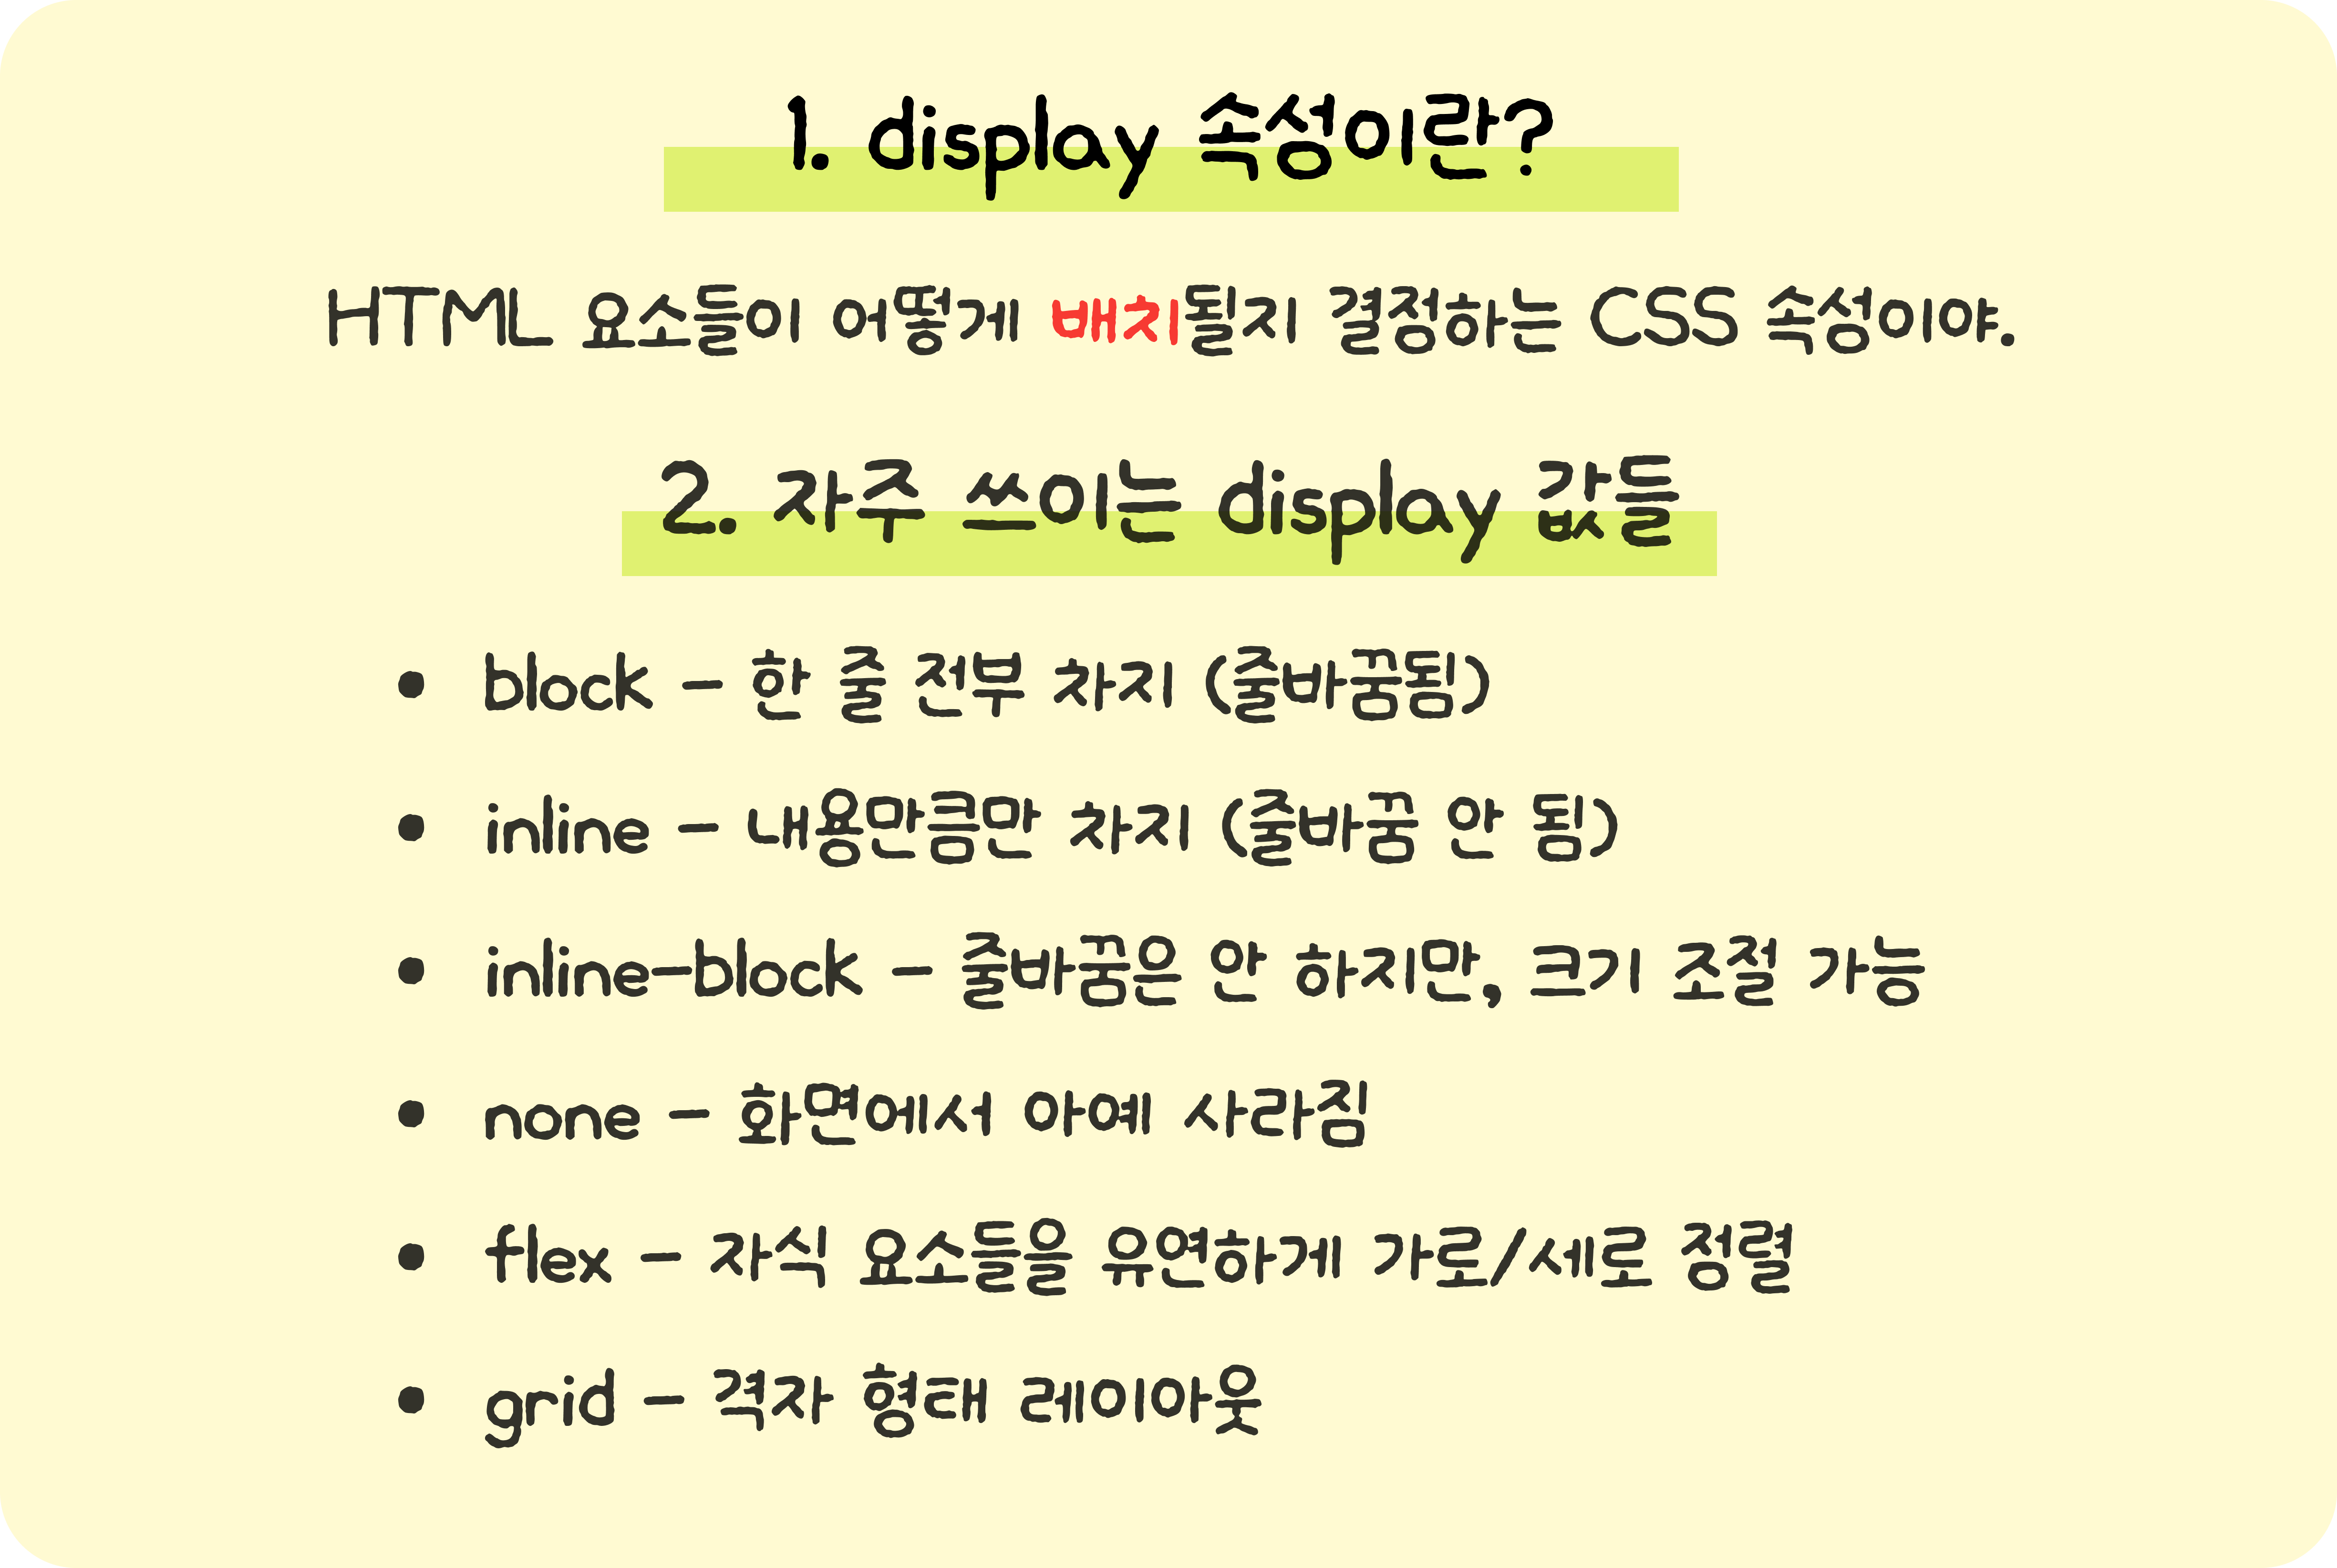 1. display 속성이란?
HTML 요소들이 어떻게 배치될지 결정하는 CSS 속성이야.
2. 자주 쓰이는 display 값들
• block – 한 줄 전부 차지 (줄바꿈됨)
• inline – 내용만큼만 차지 (줄바꿈 안 됨)
• inline-block – 줄바꿈은 안 하지만, 크기 조절 가능
• none – 화면에서 아예 사라짐
• flex – 자식 요소들을 유연하게 가로/세로 정렬
• grid – 격자 형태 레이아웃